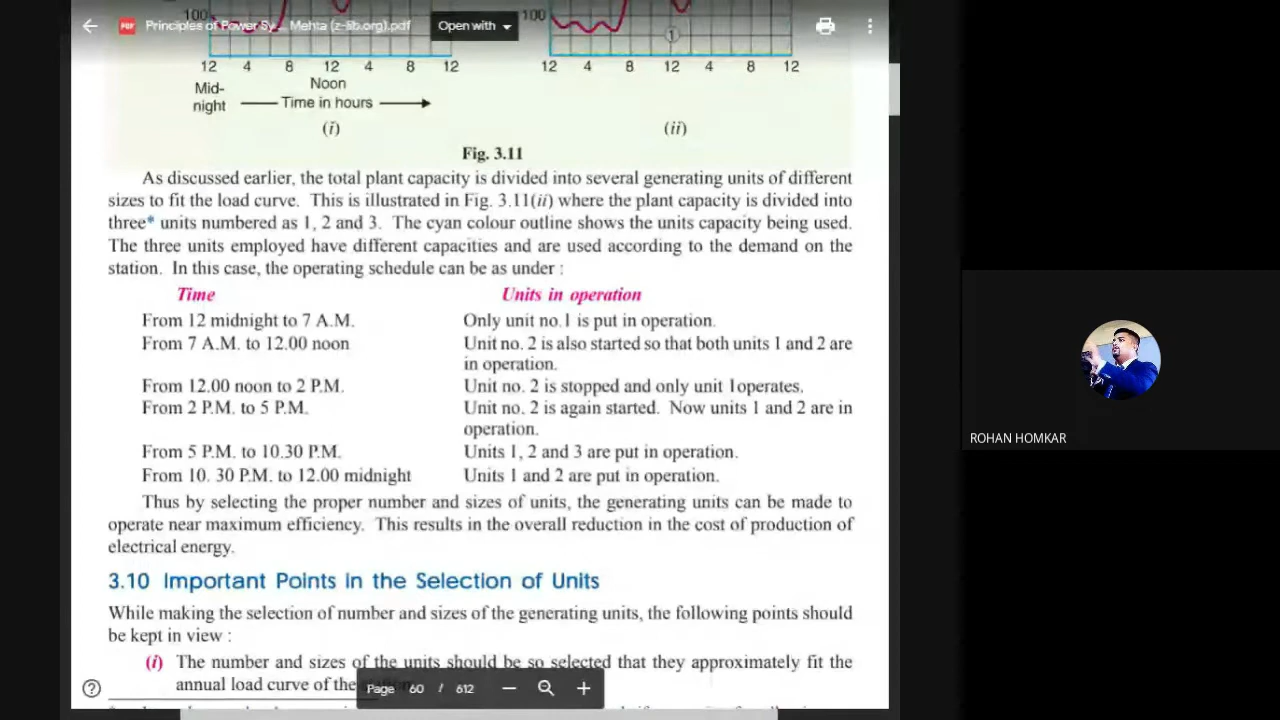 100
100
Principles of Power Sy... Mehta (z-lib.org).pdf
Open with
1
12 4 8 12 4 8 12
12 4 8 12 4 8 12
Mid-
night
Noon
Time in hours
(i)
(ii)
Fig. 3.11
As discussed earlier, the total plant capacity is divided into several generating units of different
sizes to fit the load curve. This is illustrated in Fig. 3.11(ii) where the plant capacity is divided into
three* units numbered as 1, 2 and 3. The cyan colour outline shows the units capacity being used.
The three units employed have different capacities and are used according to the demand on the
station. In this case, the operating schedule can be as under :
Time Units in operation
From 12 midnight to 7 A.M. Only unit no.1 is put in operation.
From 7 A.M. to 12.00 noon Unit no. 2 is also started so that both units 1 and 2 are
in operation.
From 12.00 noon to 2 P.M. Unit no. 2 is stopped and only unit 1operates.
From 2 P.M. to 5 P.M. Unit no. 2 is again started. Now units 1 and 2 are in
operation.
From 5 P.M. to 10.30 P.M. Units 1, 2 and 3 are put in operation.
From 10. 30 P.M. to 12.00 midnight Units 1 and 2 are put in operation.
Thus by selecting the proper number and sizes of units, the generating units can be made to
operate near maximum efficiency. This results in the overall reduction in the cost of production of
electrical energy.
3.10 Important Points in the Selection of Units
While making the selection of number and sizes of the generating units, the following points should
be kept in view :
(i) The number and sizes of the units should be so selected that they approximately fit the
annual load curve of the
Page 60 / 612
ROHAN HOMKAR